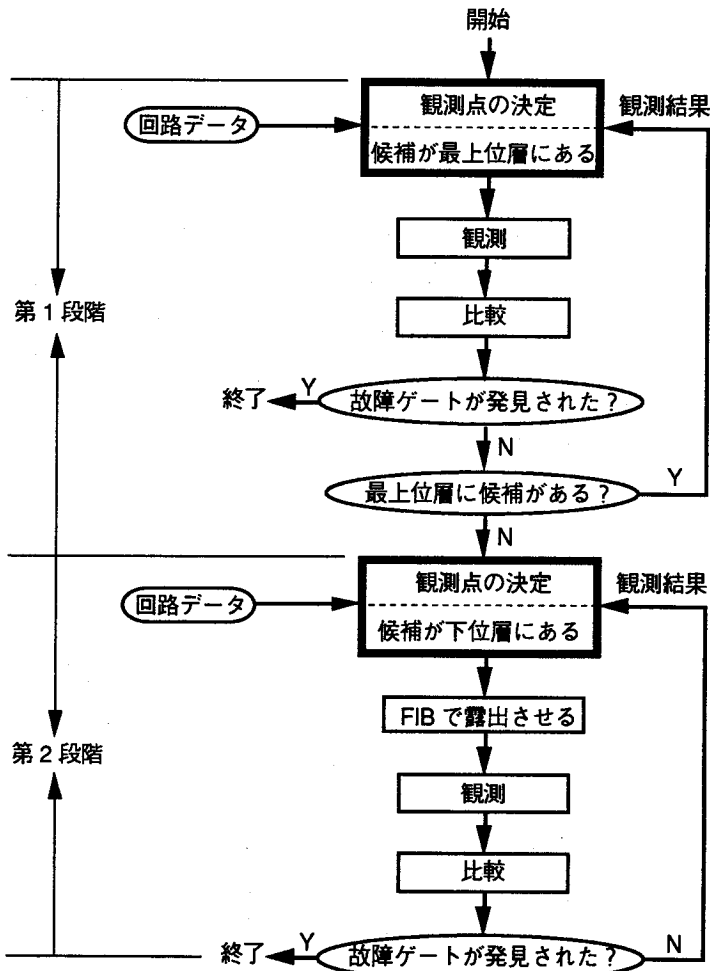 開始
観測点の決定
観測結果
回路データ
候補が最上位層にある
観測
第１段階
比較
終了
Y
故障ゲートが発見された？
N
最上位層に候補がある？
Y
N
観測点の決定
観測結果
回路データ
候補が下位層にある
FIBで露出させる
第２段階
観測
比較
終了
Y
故障ゲートが発見された？
N